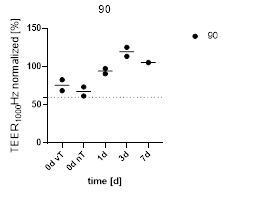 90
150
100
50
0
TEER1000Hz normalized [%]
0d vT
0d nT
1d
3d
7d
time [d]
90